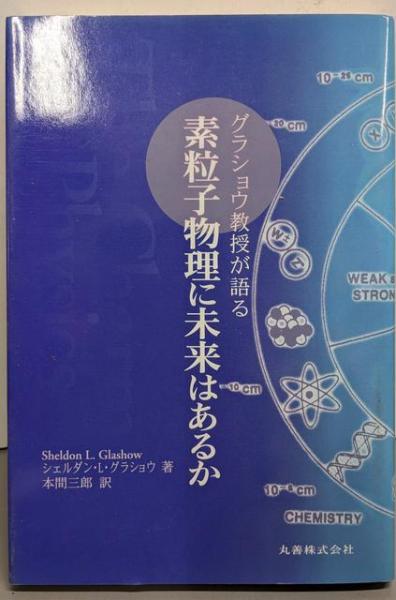 グラショウ教授が語る
素粒子物理に未来はあるか
Sheldon L. Glashow
シェルダン・L・グラショウ 著
本間三郎 訳
丸善株式会社
10⁻²⁵ cm
-20 cm
W Z
WEAK
STRON
-10 cm
10⁻⁸ cm
CHEMISTRY